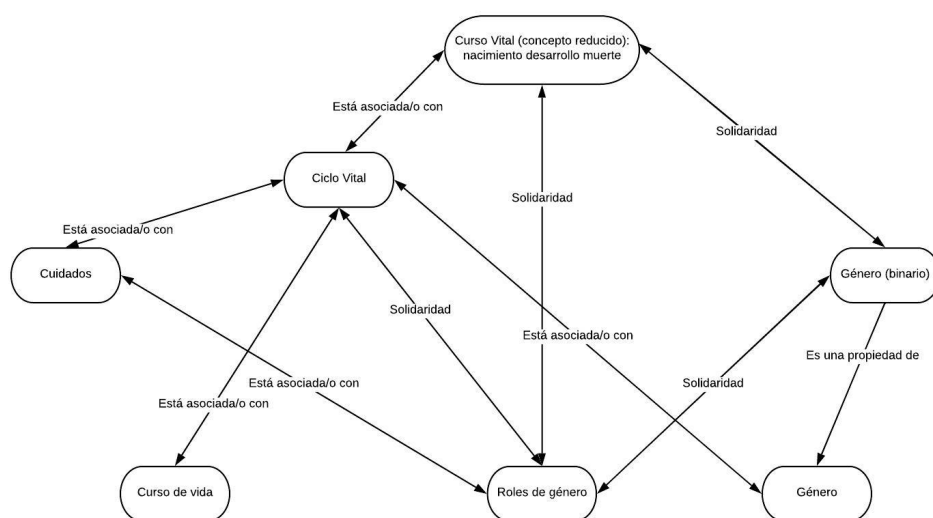 Curso Vital (concepto reducido):
nacimiento desarrollo muerte
Está asociada/o con
Solidaridad
Ciclo Vital
Solidaridad
Está asociada/o con
Cuidados
Género (binario)
Solidaridad
Está asociada/o con
Es una propiedad de
Está asociada/o con
Solidaridad
Está asociada/o con
Curso de vida
Roles de género
Género